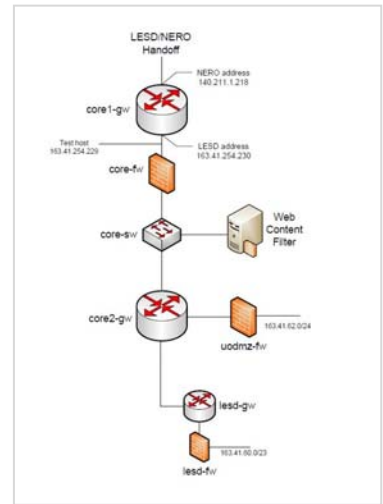 LESD/NERO
Handoff
NERO address
140.211.1.218
core1-gw
Test host
163.41.254.229
LESD address
163.41.254.230
core-fw
core-sw
Web
Content
Filter
core2-gw
163.41.62.0/24
uodmz-fw
lesd-gw
163.41.60.0/23
lesd-fw